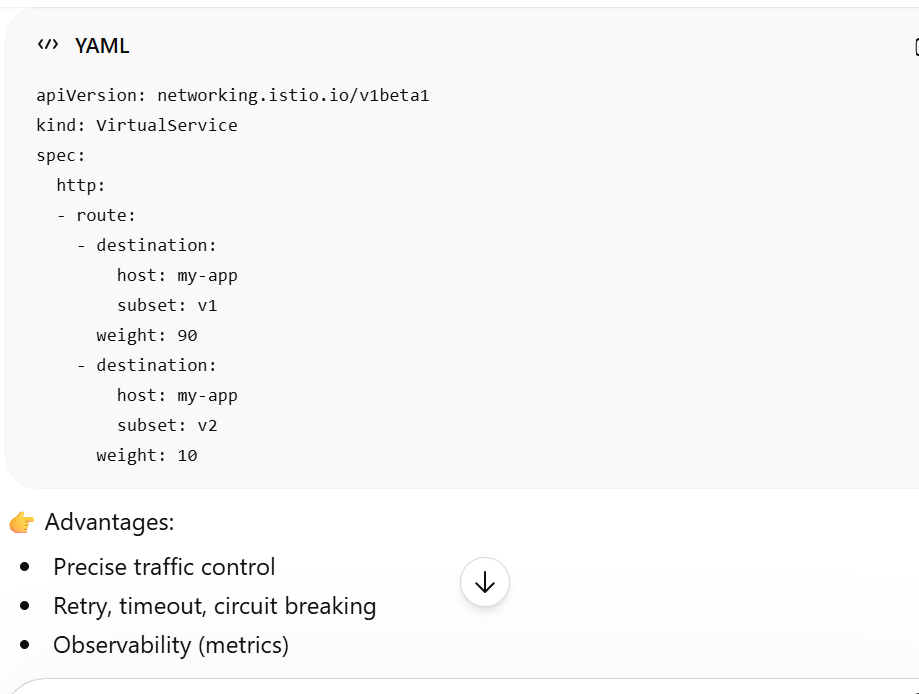 </> YAML
apiVersion: networking.istio.io/v1beta1
kind: VirtualService
spec:
  http:
  - route:
    - destination:
        host: my-app
        subset: v1
      weight: 90
    - destination:
        host: my-app
        subset: v2
      weight: 10
👉 Advantages:
• Precise traffic control
• Retry, timeout, circuit breaking
• Observability (metrics)